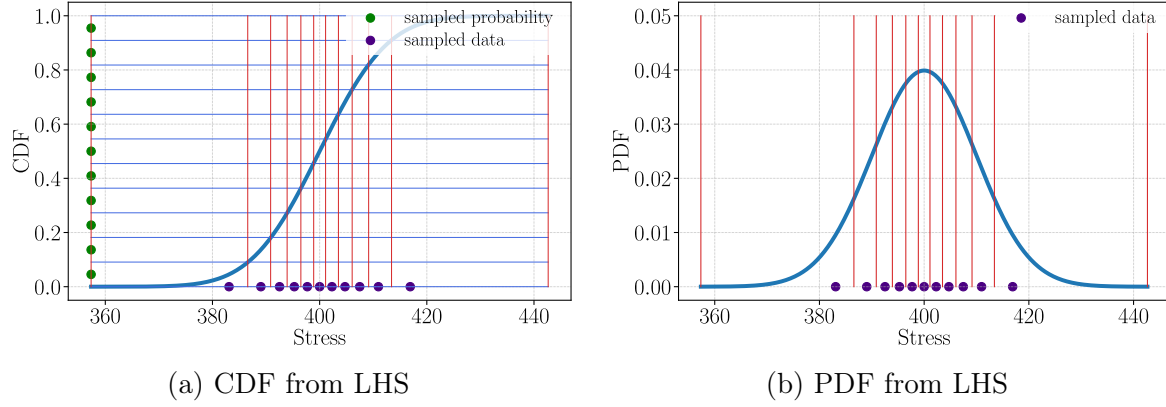 1.0
0.8
0.6
0.4
0.2
0.0
CDF
360 380 400 420 440
Stress
sampled probability
sampled data
(a) CDF from LHS
0.05
0.04
0.03
0.02
0.01
0.00
PDF
360 380 400 420 440
Stress
sampled data
(b) PDF from LHS